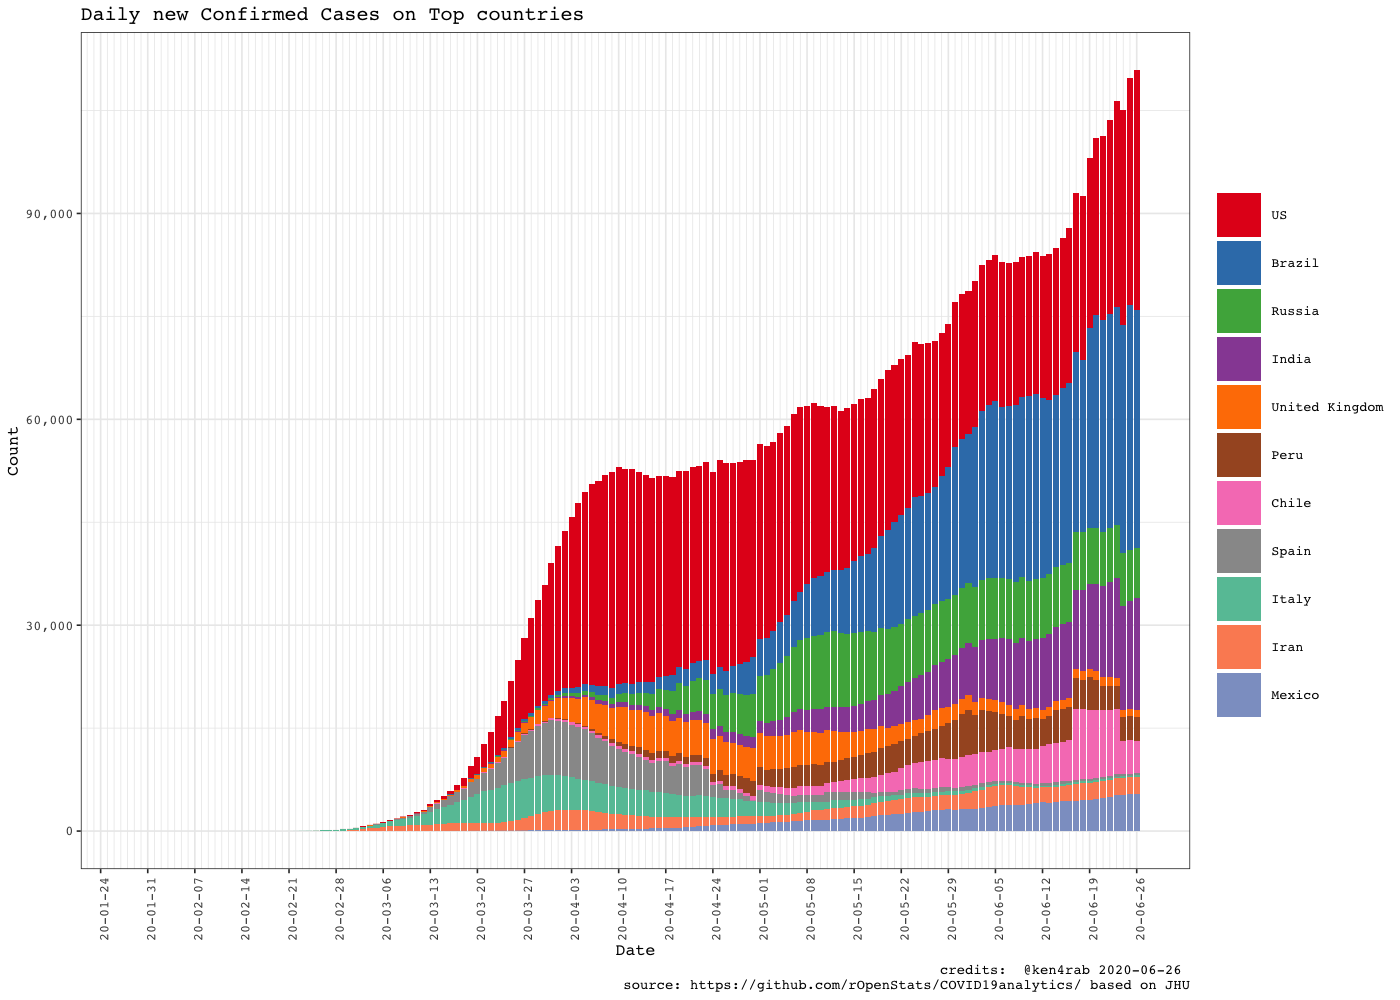 Daily new Confirmed Cases on Top countries
Count
90,000
60,000
30,000
0
20-01-24
20-01-31
20-02-07
20-02-14
20-02-21
20-02-28
20-03-06
20-03-13
20-03-20
20-03-27
20-04-03
20-04-10
20-04-17
20-04-24
20-05-01
20-05-08
20-05-15
20-05-22
20-05-29
20-06-05
20-06-12
20-06-19
20-06-26
Date
US
Brazil
Russia
India
United Kingdom
Peru
Chile
Spain
Italy
Iran
Mexico
credits:  @ken4rab 2020-06-26
source: https://github.com/rOpenStats/COVID19analytics/ based on JHU